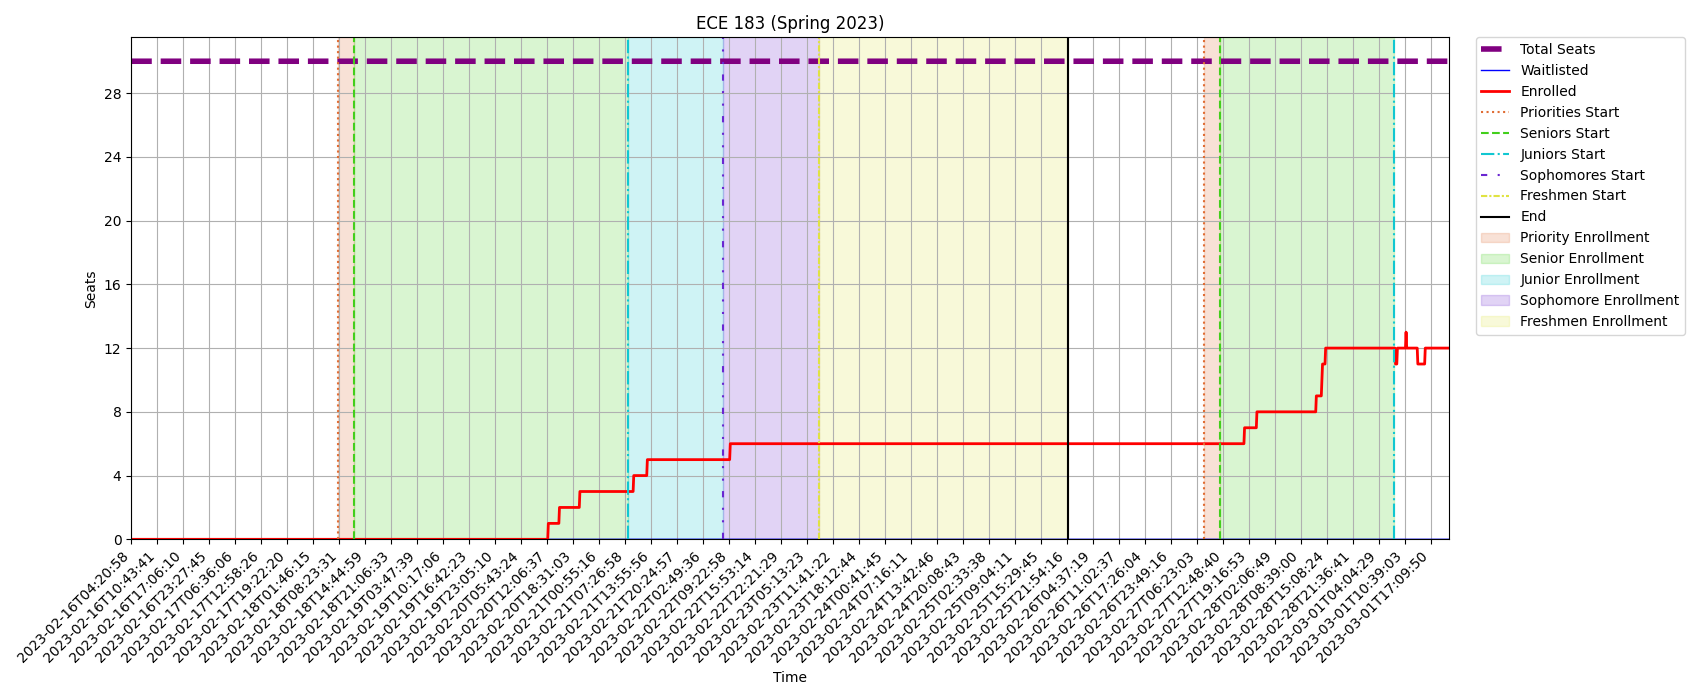 ECE 183 (Spring 2023)
Total Seats
Waitlisted
Enrolled
Priorities Start
Seniors Start
Juniors Start
Sophomores Start
Freshmen Start
End
Priority Enrollment
Senior Enrollment
Junior Enrollment
Sophomore Enrollment
Freshmen Enrollment
Seats
28
24
20
16
12
8
4
0
2023-02-16T04:20:58
2023-02-16T10:43:41
2023-02-16T17:06:10
2023-02-16T23:27:45
2023-02-17T06:36:06
2023-02-17T12:58:26
2023-02-17T19:22:20
2023-02-18T01:46:15
2023-02-18T08:23:31
2023-02-18T14:44:59
2023-02-18T21:06:33
2023-02-19T03:47:39
2023-02-19T10:17:06
2023-02-19T16:42:23
2023-02-19T23:05:10
2023-02-20T05:43:24
2023-02-20T12:06:37
2023-02-20T18:31:03
2023-02-21T00:55:16
2023-02-21T07:26:58
2023-02-21T13:55:56
2023-02-21T20:24:57
2023-02-22T02:49:36
2023-02-22T09:22:58
2023-02-22T15:53:14
2023-02-22T22:21:29
2023-02-23T05:13:23
2023-02-23T11:41:22
2023-02-23T18:12:44
2023-02-24T00:41:45
2023-02-24T07:16:11
2023-02-24T13:42:46
2023-02-24T20:08:43
2023-02-25T02:33:38
2023-02-25T09:04:11
2023-02-25T15:29:45
2023-02-25T21:54:16
2023-02-26T04:37:19
2023-02-26T11:02:37
2023-02-26T17:26:04
2023-02-26T23:49:16
2023-02-27T06:23:03
2023-02-27T12:48:40
2023-02-27T19:16:53
2023-02-28T02:06:49
2023-02-28T08:39:00
2023-02-28T15:08:24
2023-02-28T21:36:41
2023-03-01T04:04:29
2023-03-01T10:39:03
2023-03-01T17:09:50
Time